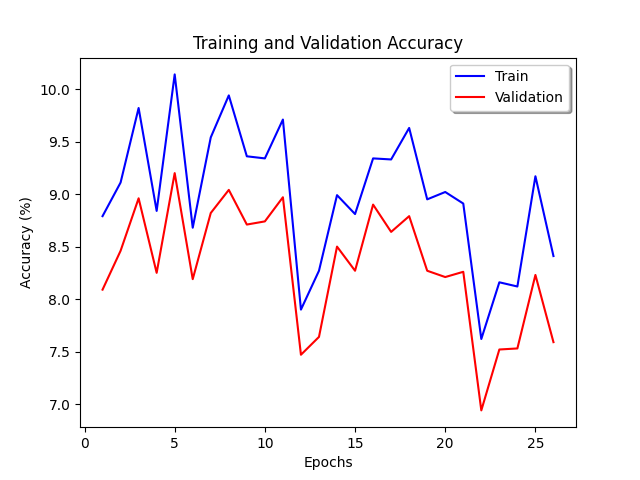 Training and Validation Accuracy
Train
Validation
Accuracy (%)
10.0
9.5
9.0
8.5
8.0
7.5
7.0
0 5 10 15 20 25
Epochs